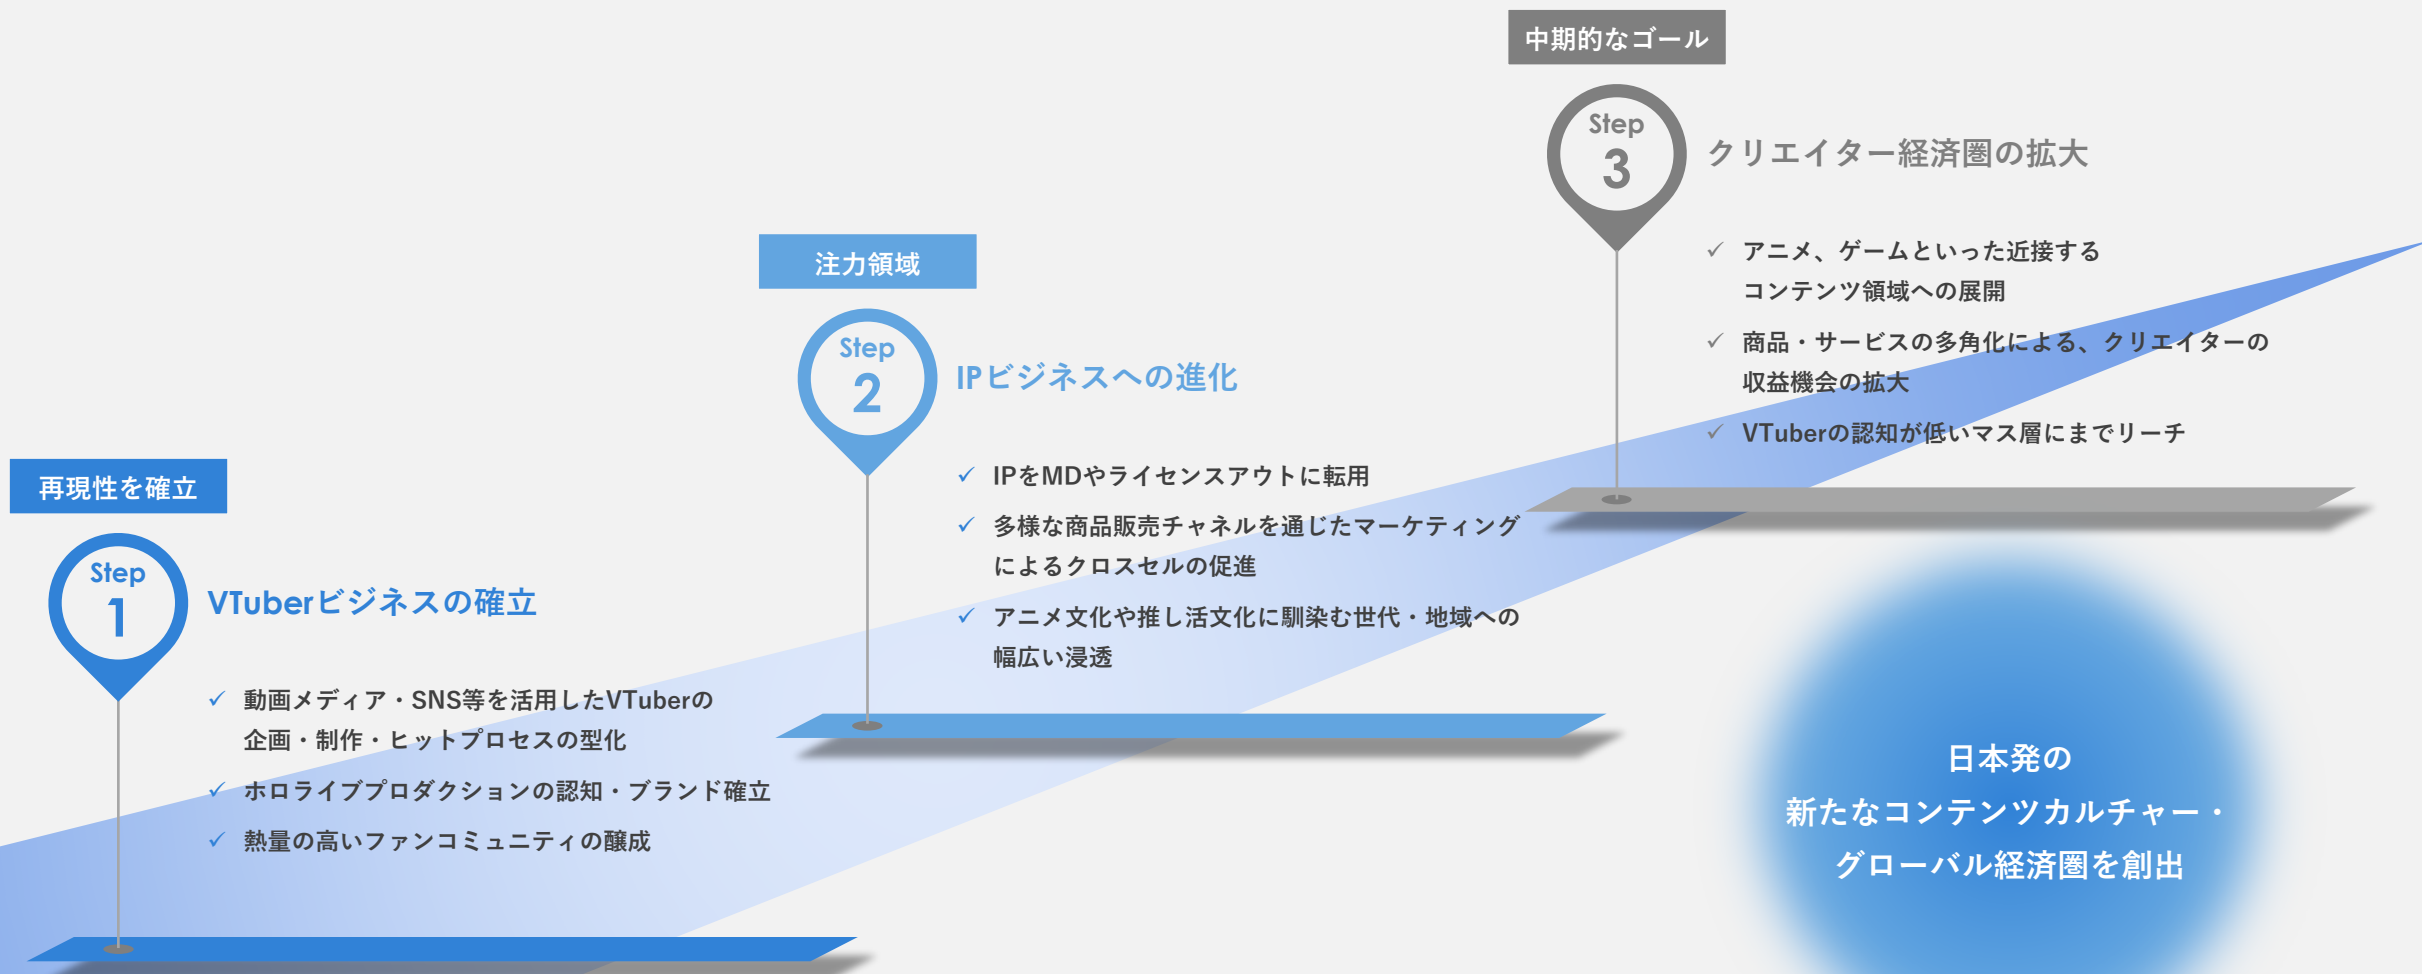 再現性を確立
Step
1
VTuberビジネスの確立
動画メディア・SNS等を活用したVTuberの
企画・制作・ヒットプロセスの型化
ホロライブプロダクションの認知・ブランド確立
熱量の高いファンコミュニティの醸成
注力領域
Step
2
IPビジネスへの進化
IPをMDやライセンスアウトに転用
多様な商品販売チャネルを通じたマーケティング
によるクロスセルの促進
アニメ文化や推し活文化に馴染む世代・地域への
幅広い浸透
中期的なゴール
Step
3
クリエイター経済圏の拡大
アニメ、ゲームといった近接する
コンテンツ領域への展開
商品・サービスの多角化による、クリエイターの
収益機会の拡大
VTuberの認知が低いマス層にまでリーチ
日本発の
新たなコンテンツカルチャー・
グローバル経済圏を創出